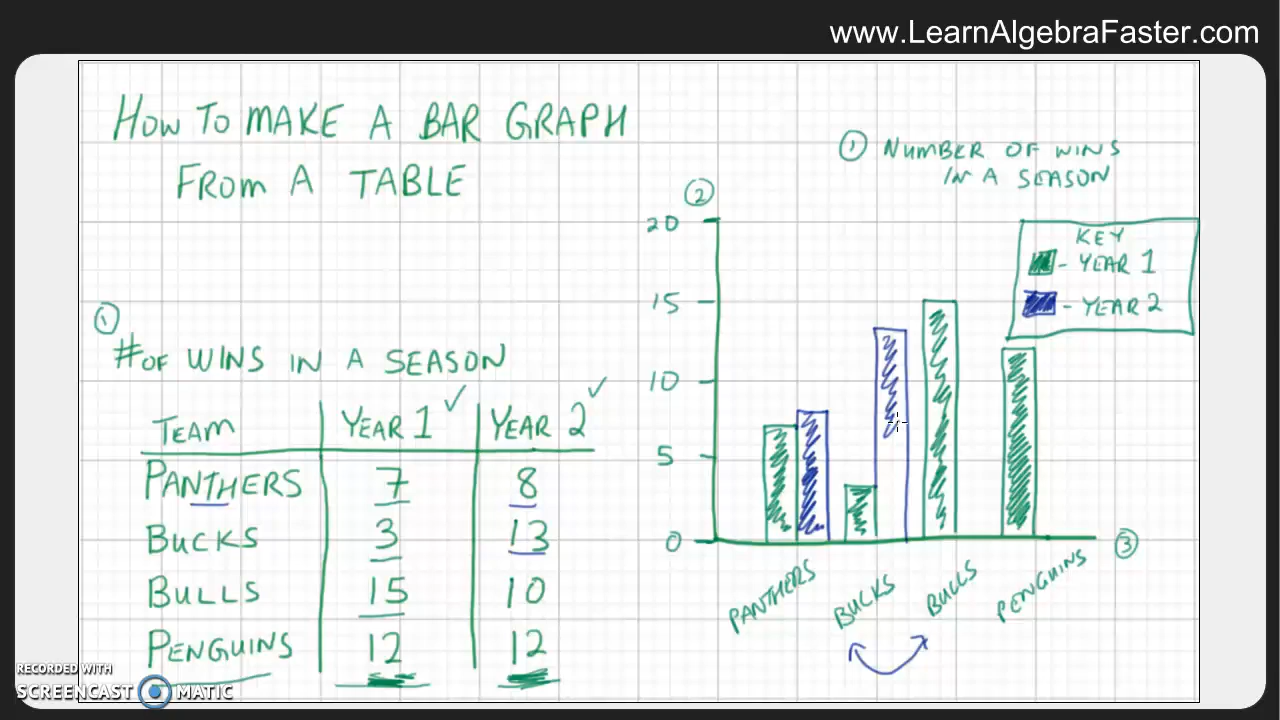 www.LearnAlgebraFaster.com
HOW TO MAKE A BAR GRAPH
FROM A TABLE
1
# OF WINS IN A SEASON
TEAM YEAR 1 YEAR 2
PANTHERS 7 8
BUCKS 3 13
BULLS 15 10
PENGUINS 12 12
1 NUMBER OF WINS
IN A SEASON
2
20
15
10
5
0
KEY
- YEAR 1
- YEAR 2
3
PANTHERS
BUCKS
BULLS
PENGUINS
RECORDED WITH
SCREENCAST MATIC